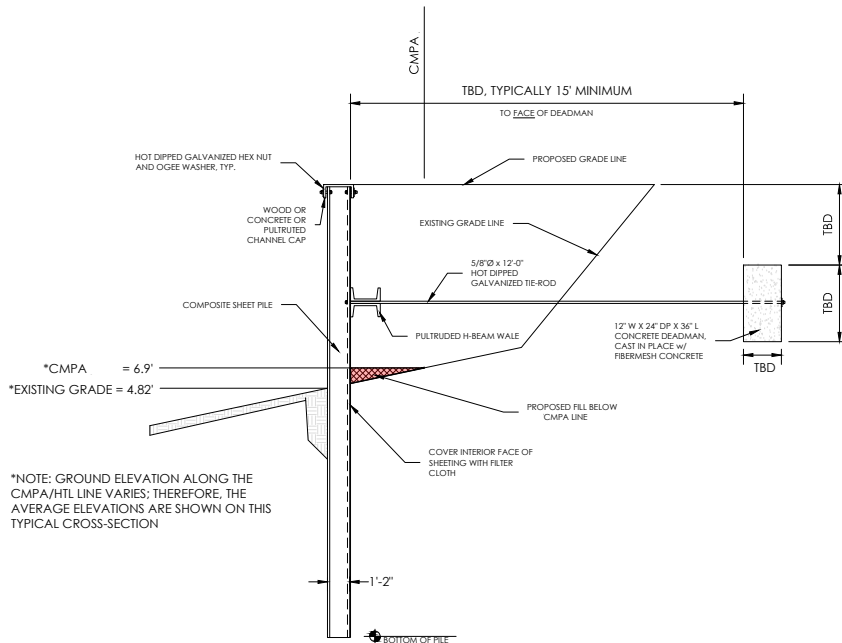 CMPA
TBD, TYPICALLY 15' MINIMUM
TO FACE OF DEADMAN
HOT DIPPED GALVANIZED HEX NUT
AND OGEE WASHER, TYP.
PROPOSED GRADE LINE
WOOD OR
CONCRETE OR
PULTRUTED
CHANNEL CAP
EXISTING GRADE LINE
TBD
5/8"Ø x 12'-0"
HOT DIPPED
GALVANIZED TIE-ROD
COMPOSITE SHEET PILE
TBD
PULTRUDED H-BEAM WALE
12" W X 24" DP X 36" L
CONCRETE DEADMAN,
CAST IN PLACE w/
FIBERMESH CONCRETE
TBD
*CMPA = 6.9'
*EXISTING GRADE = 4.82'
PROPOSED FILL BELOW
CMPA LINE
COVER INTERIOR FACE OF
SHEETING WITH FILTER
CLOTH
*NOTE: GROUND ELEVATION ALONG THE
CMPA/HTL LINE VARIES; THEREFORE, THE
AVERAGE ELEVATIONS ARE SHOWN ON THIS
TYPICAL CROSS-SECTION
1'-2"
BOTTOM OF PILE